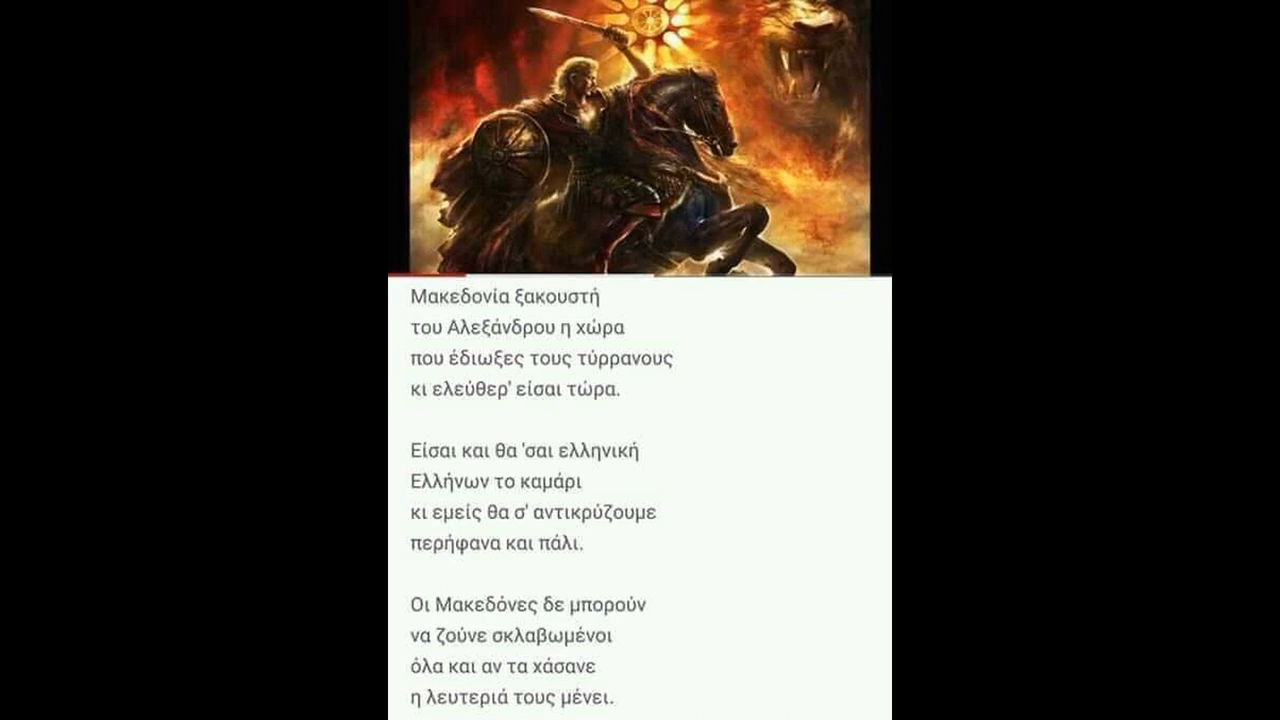 Μακεδονία ξακουστή
του Αλεξάνδρου η χώρα
που έδιωξες τους τύρρανους
κι ελεύθερ' είσαι τώρα.
Είσαι και θα 'σαι ελληνική
Ελλήνων το καμάρι
κι εμείς θα σ' αντικρύζουμε
περήφανα και πάλι.
Οι Μακεδόνες δε μπορούν
να ζούνε σκλαβωμένοι
όλα και αν τα χάσανε
η λευτεριά τους μένει.